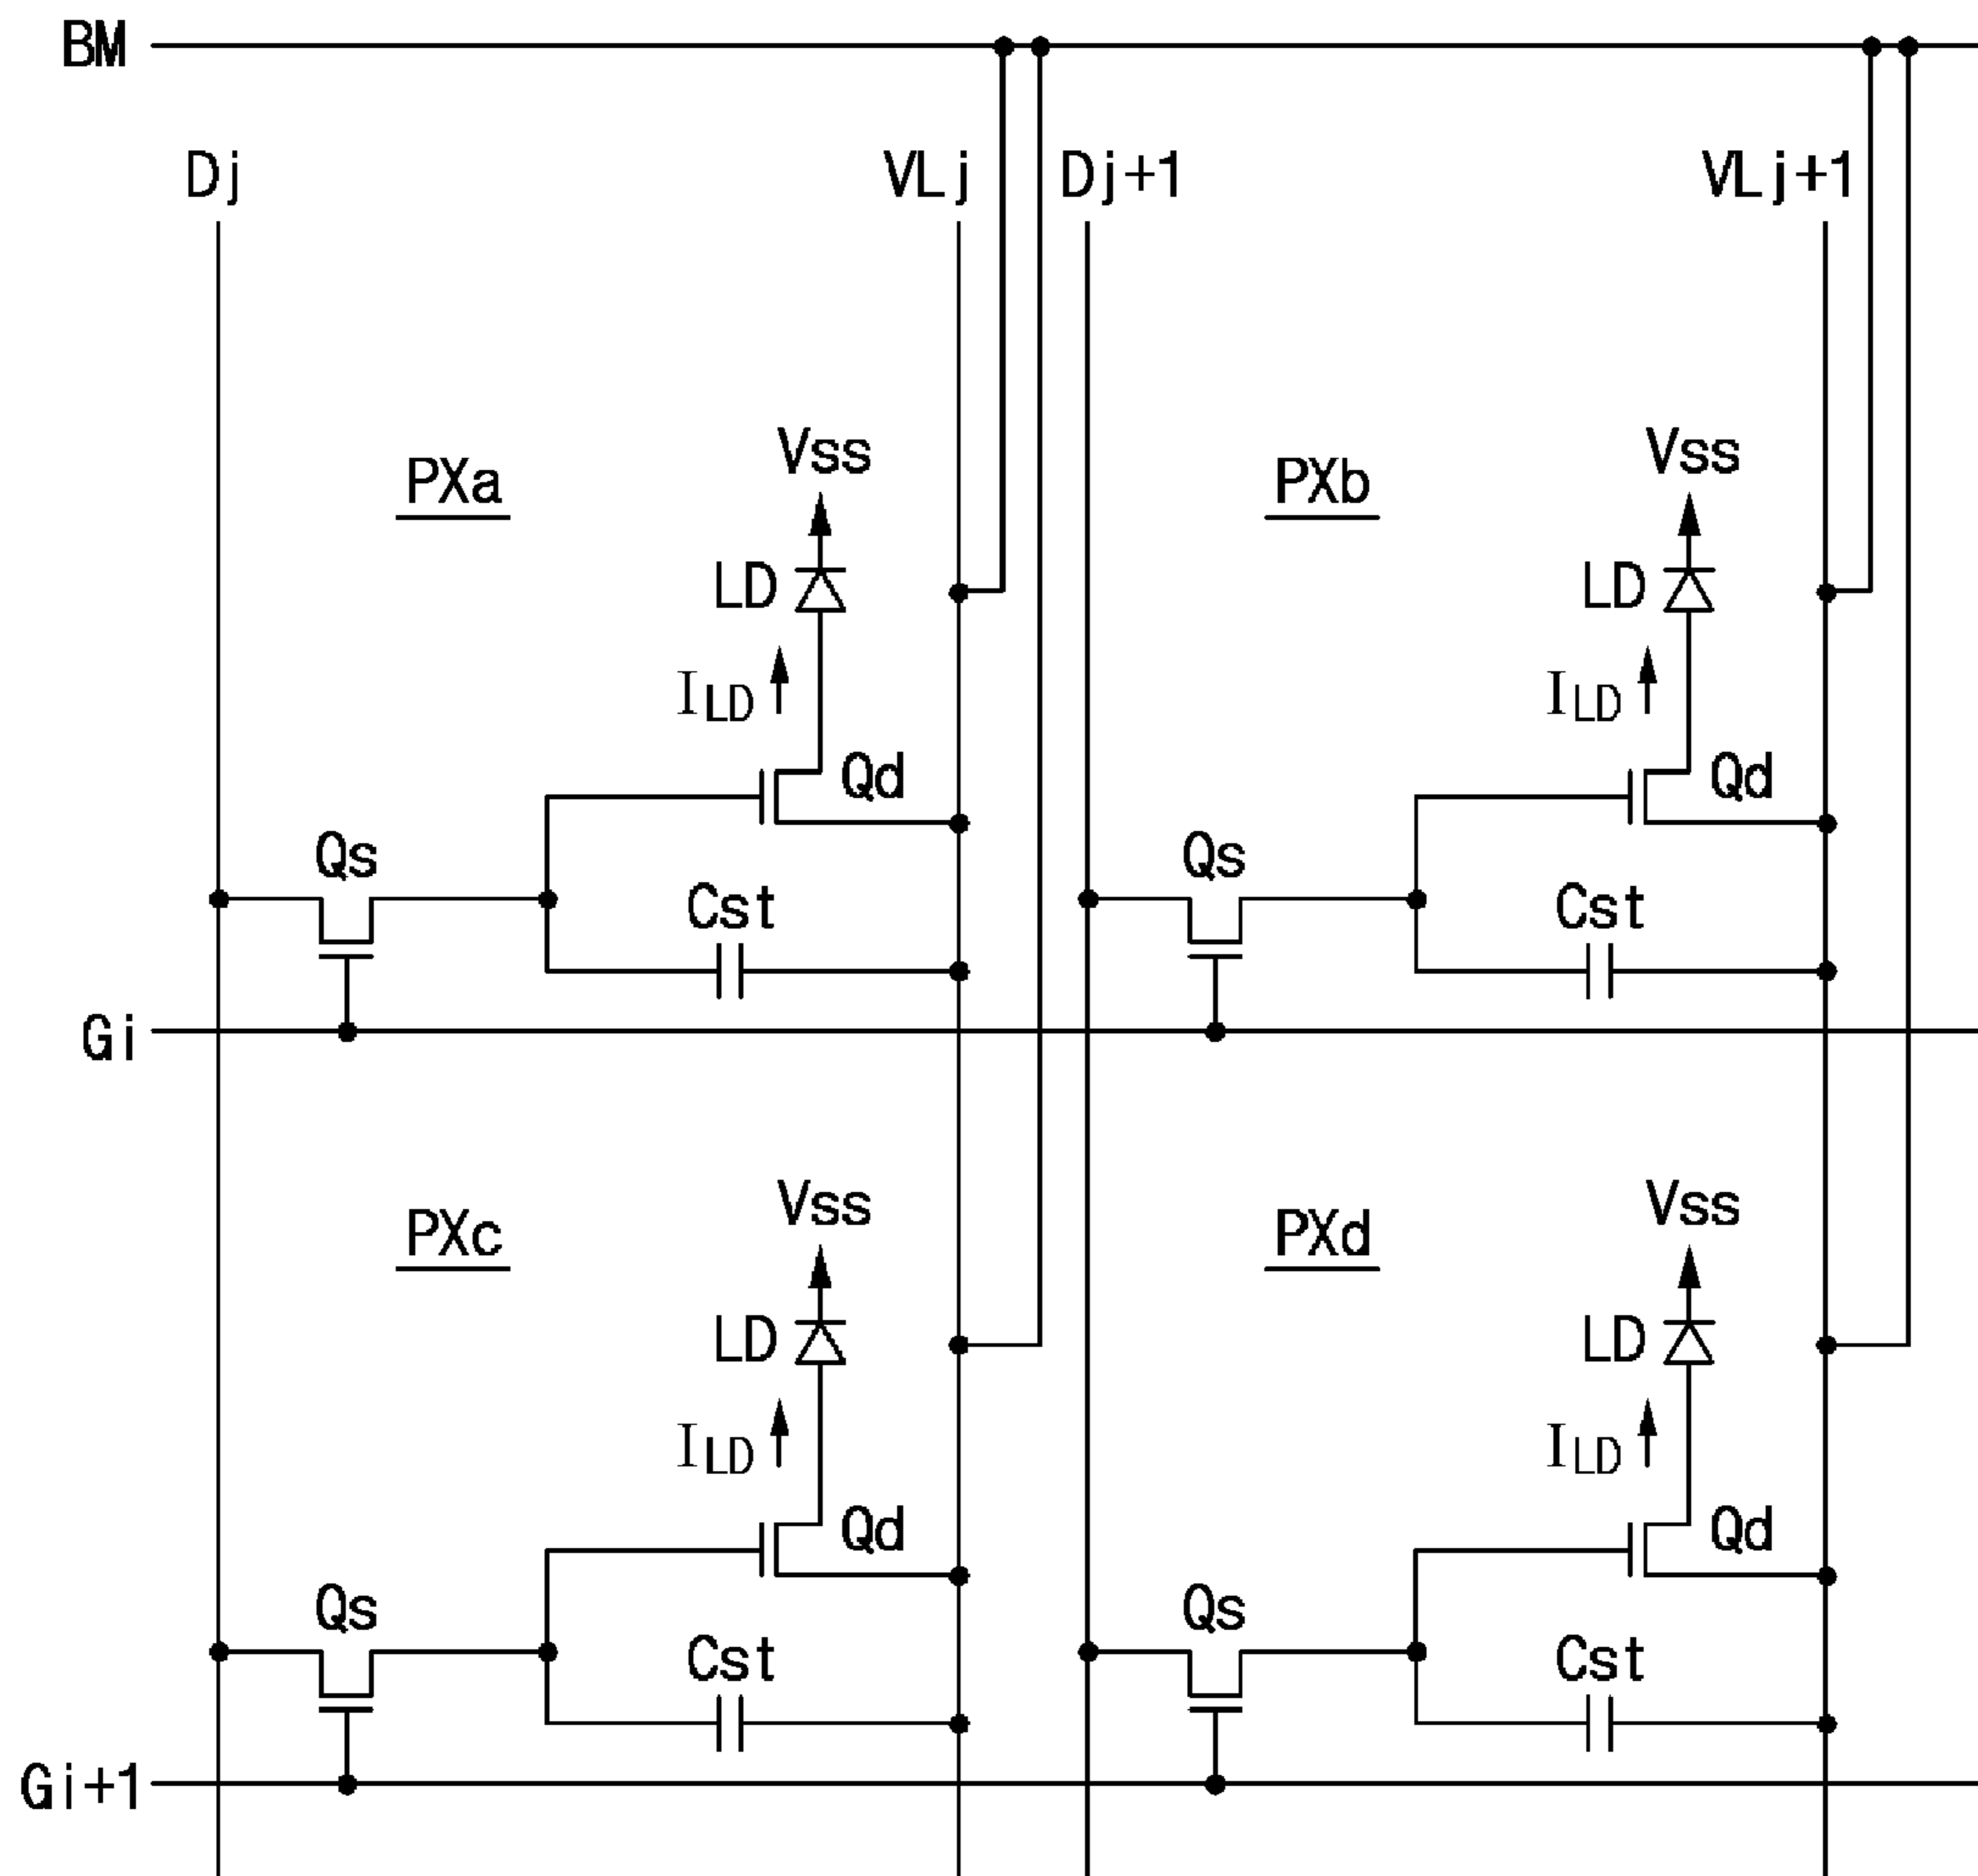 BM
Dj VLj Dj+1 VLj+1
Vss Vss
PXa PXb
LD LD
ILD ILD
Qd Qd
Qs Qs
Cst Cst
Gi
Vss Vss
PXc PXd
LD LD
ILD ILD
Qd Qd
Qs Qs
Cst Cst
Gi+1